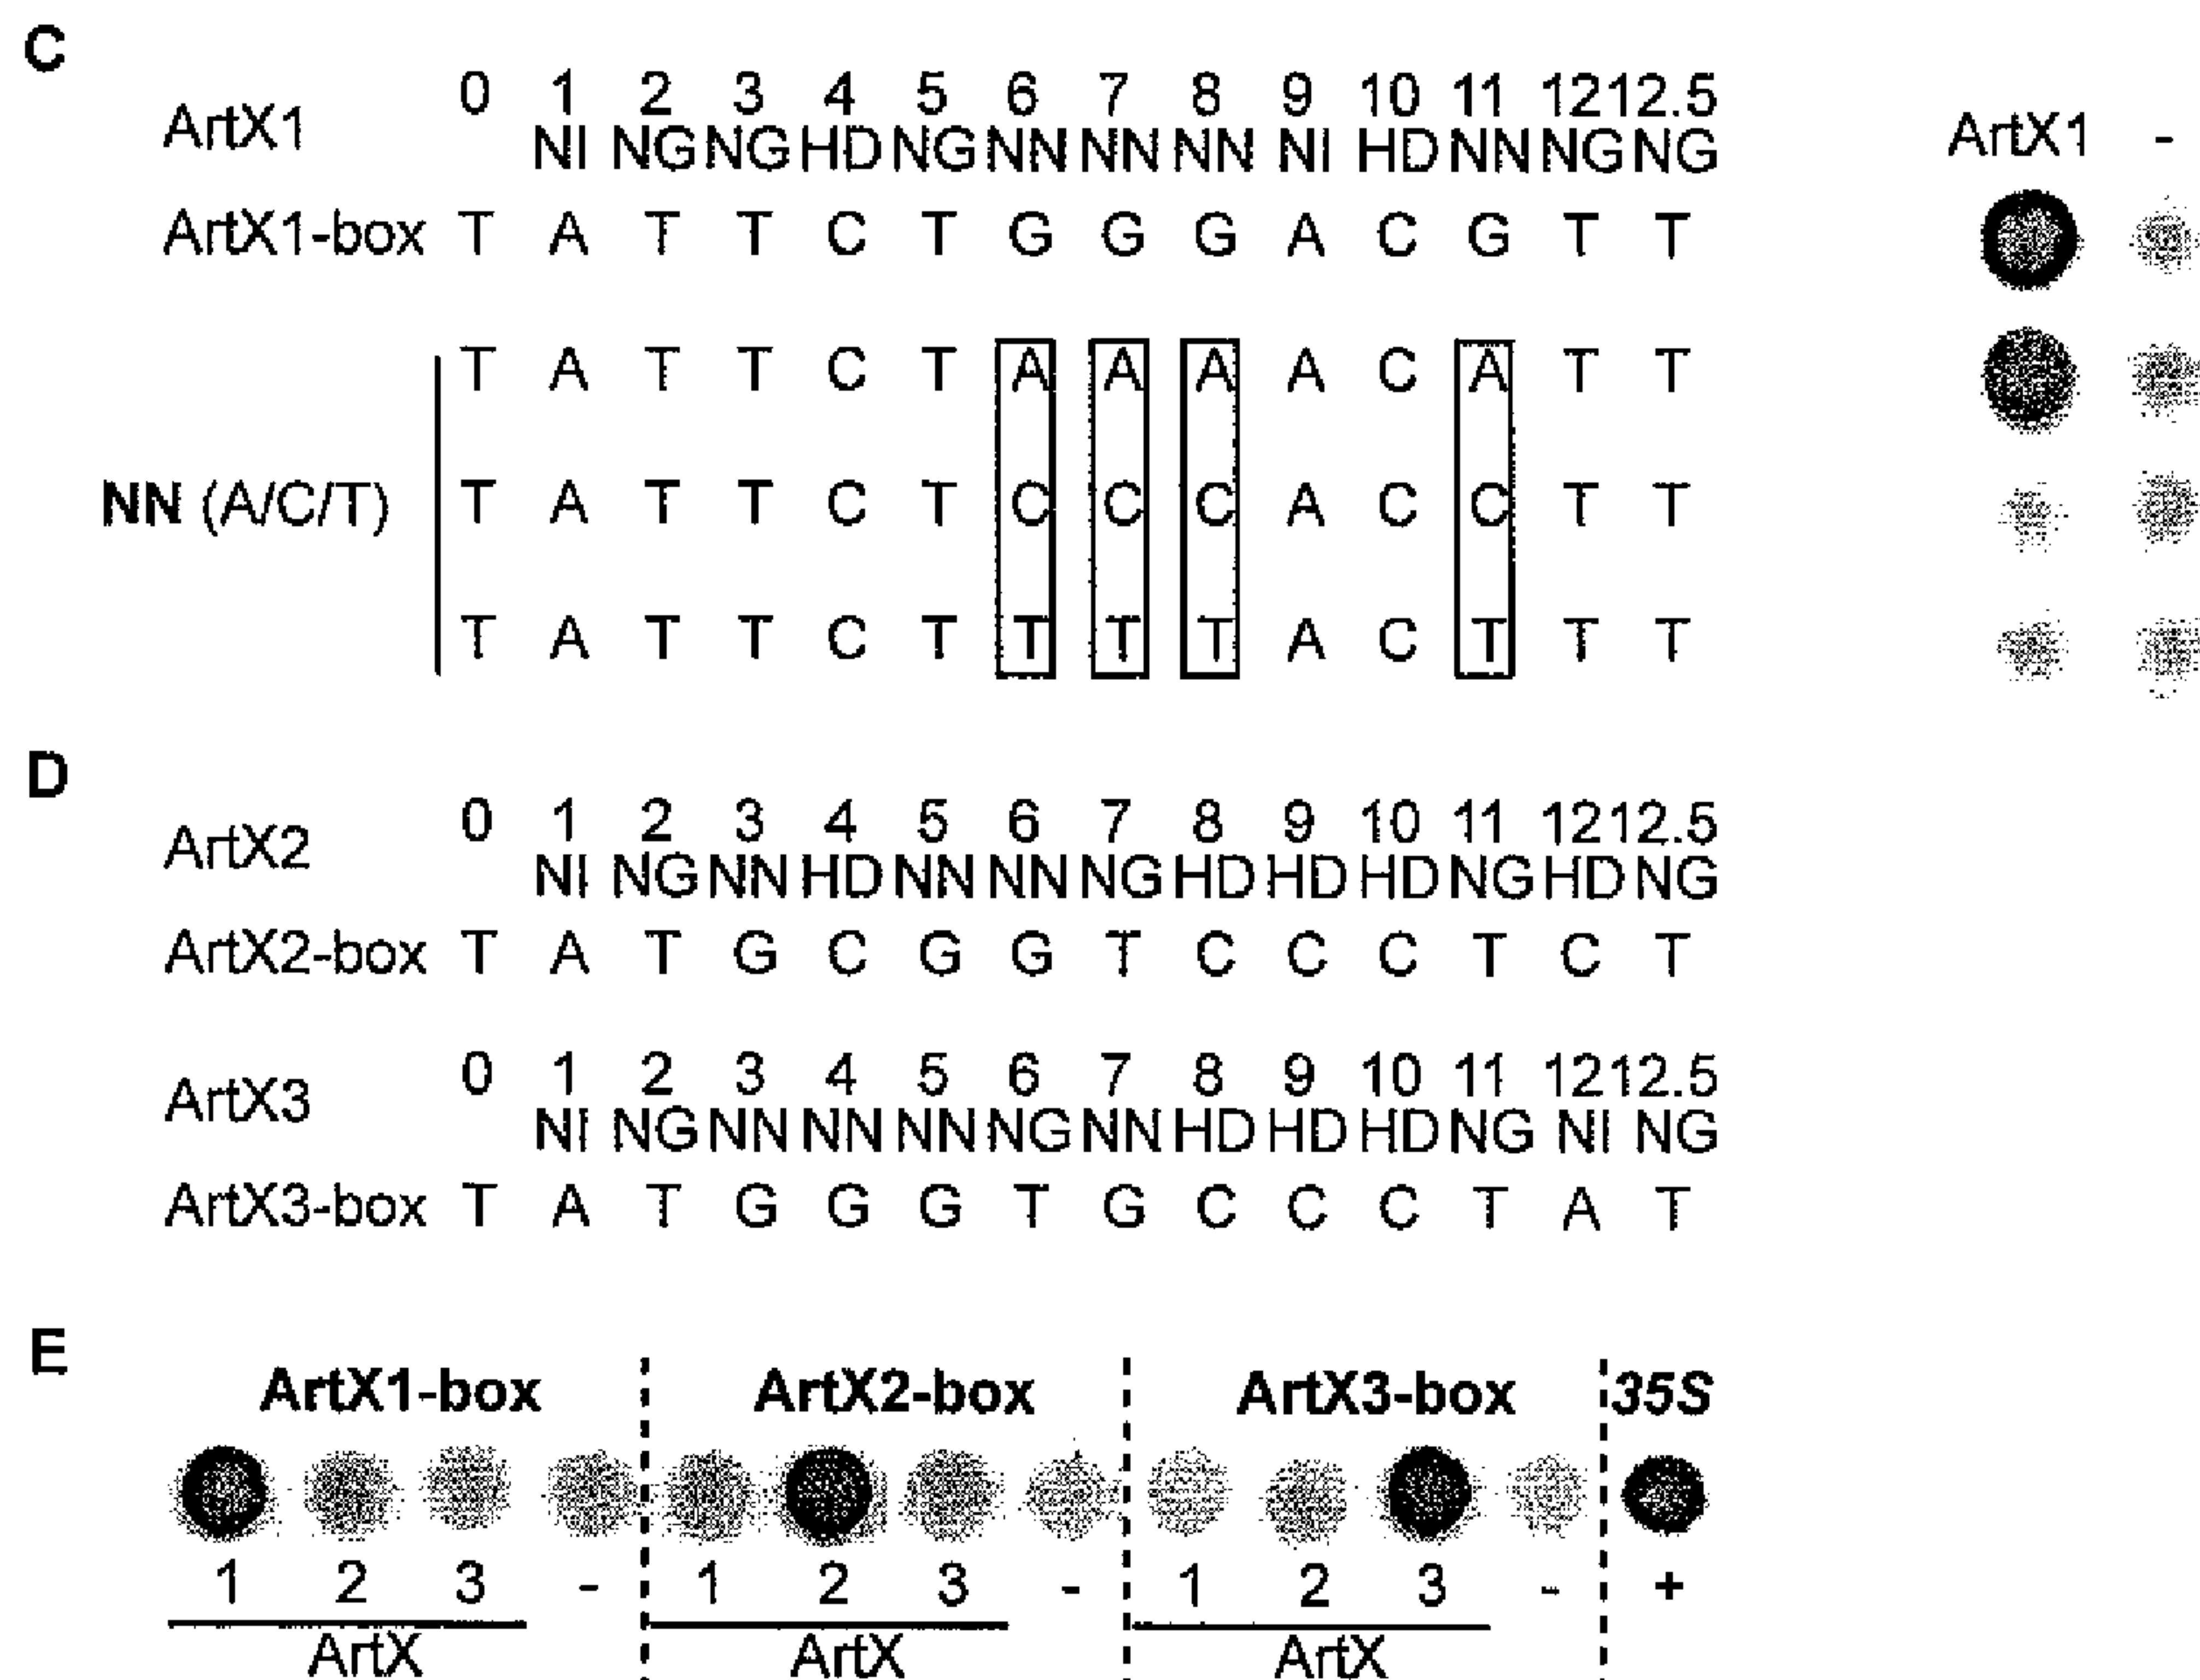 C
ArtX1 0 1 2 3 4 5 6 7 8 9 10 11 12 12.5
NI NG NG HD NG NN NN NN NI HD NN NG NG
ArtX1 -
ArtX1-box T A T T C T G G G A C G T T
T A T T C T A A A A C A T T
NN (A/C/T) T A T T C T C C C A C C T T
T A T T C T T T T A C T T T
D
ArtX2 0 1 2 3 4 5 6 7 8 9 10 11 12 12.5
NI NG NN HD NN NN NG HD HD HD NG HD NG
ArtX2-box T A T G C G G T C C C T C T
ArtX3 0 1 2 3 4 5 6 7 8 9 10 11 12 12.5
NI NG NN NN NN NG NN HD HD HD NG NI NG
ArtX3-box T A T G G G T G C C C T A T
E
ArtX1-box ArtX2-box ArtX3-box 35S
1 2 3 - 1 2 3 - 1 2 3 - +
ArtX ArtX ArtX